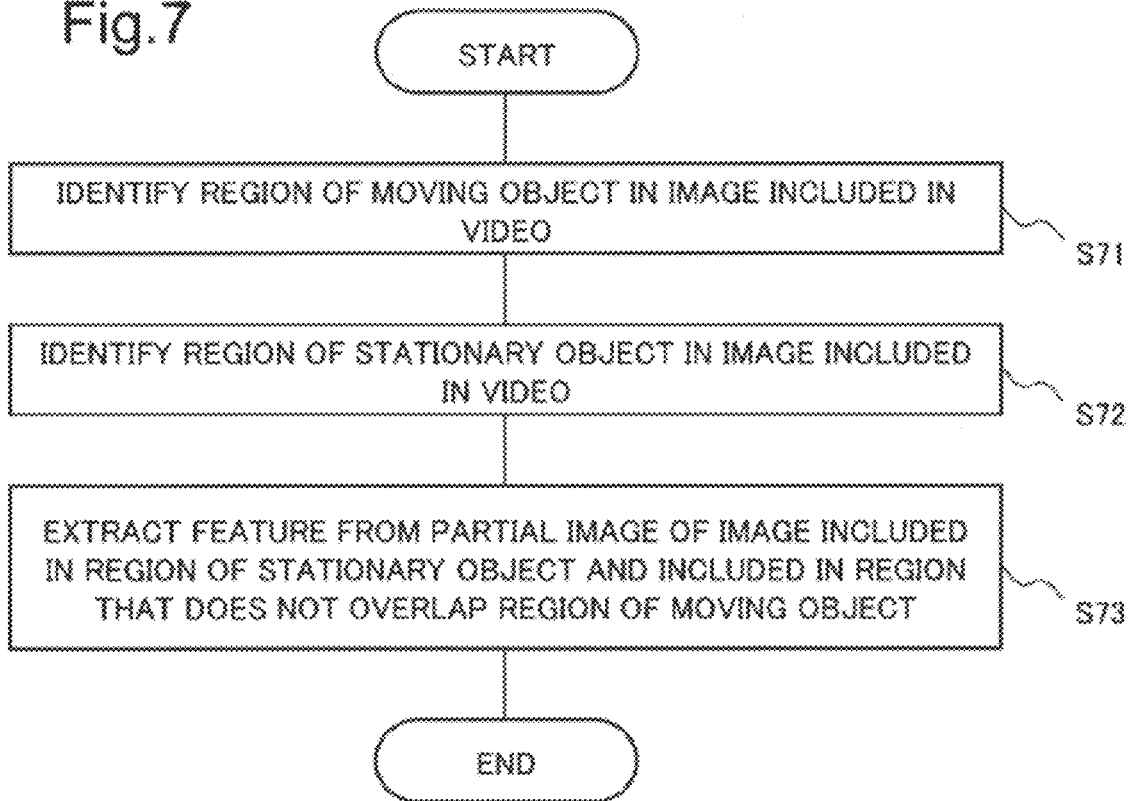 Fig.7
START
IDENTIFY REGION OF MOVING OBJECT IN IMAGE INCLUDED IN
VIDEO
S71
IDENTIFY REGION OF STATIONARY OBJECT IN IMAGE INCLUDED
IN VIDEO
S72
EXTRACT FEATURE FROM PARTIAL IMAGE OF IMAGE INCLUDED
IN REGION OF STATIONARY OBJECT AND INCLUDED IN REGION
THAT DOES NOT OVERLAP REGION OF MOVING OBJECT
S73
END